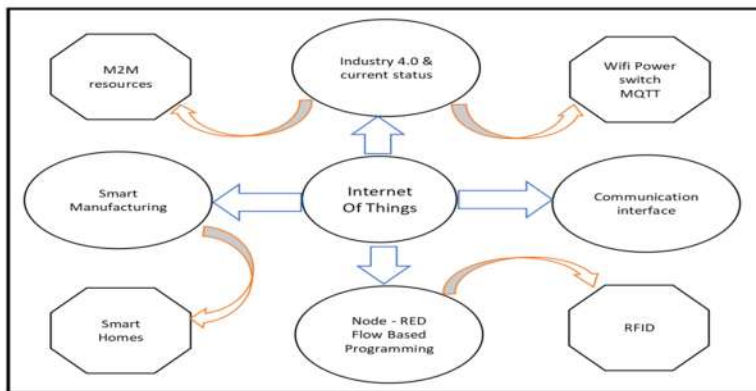 M2M
resources
Industry 4.0 &
current status
Wifi Power
switch
MQTT
Smart
Manufacturing
Internet
Of Things
Communication
interface
Smart
Homes
Node - RED
Flow Based
Programming
RFID